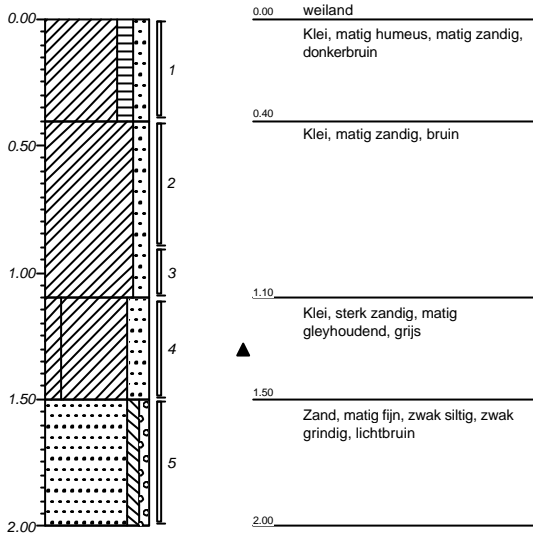 0.00
0.50
1.00
1.50
2.00
1
2
3
4
5
0.00 weiland
Klei, matig humeus, matig zandig,
donkerbruin
0.40
Klei, matig zandig, bruin
1.10
Klei, sterk zandig, matig
gleyhoudend, grijs
1.50
Zand, matig fijn, zwak siltig, zwak
grindig, lichtbruin
2.00